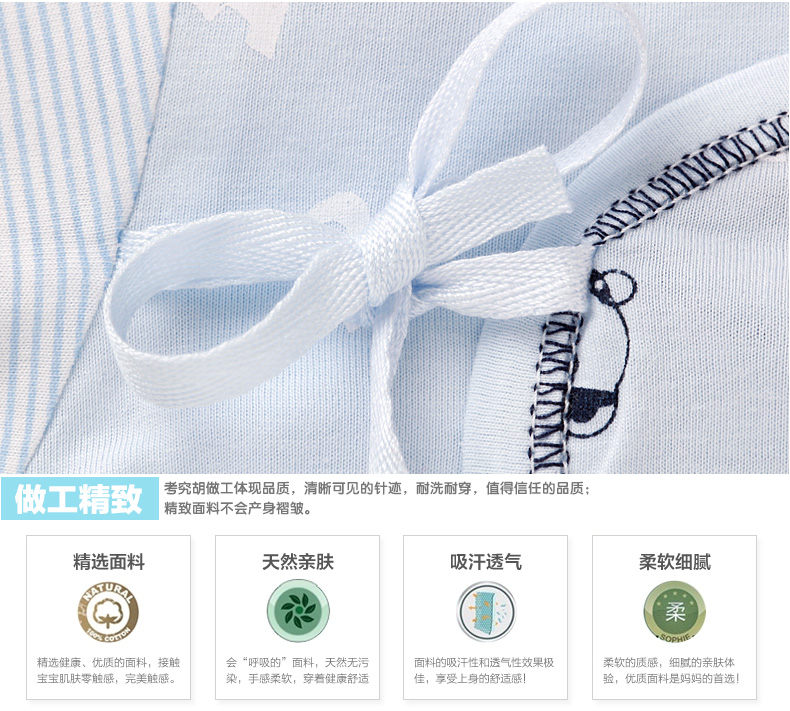 做工精致
考究胡做工体现品质，清晰可见的针迹，耐洗耐穿，值得信任的品质；
精致面料不会产身褶皱。
精选面料
NATURAL
100% COTTON
精选健康、优质的面料，接触
宝宝肌肤零触感，完美触感。
天然亲肤
会“呼吸的”面料，天然无污
染，手感柔软，穿着健康舒适
吸汗透气
面料的吸汗性和透气性效果极
佳，享受上身的舒适感！
柔软细腻
柔
SOPHIE
柔软的质感，细腻的亲肤体
验，优质面料是妈妈的首选！